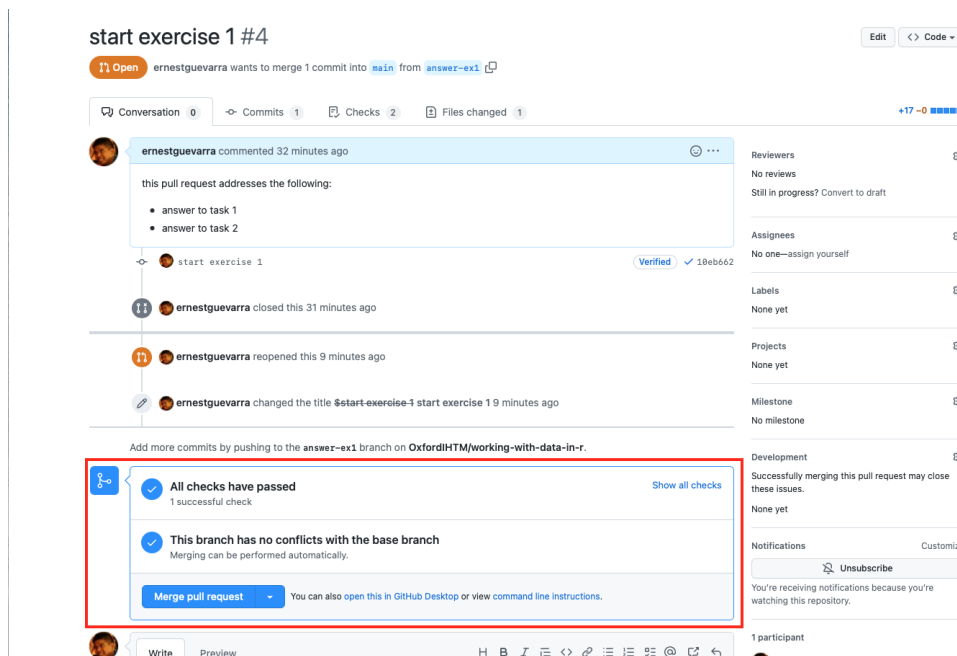 start exercise 1 #4
Edit
<> Code
Open
ernestguevarra wants to merge 1 commit into main from answer-ex1
Conversation 0
Commits 1
Checks 2
Files changed 1
+17 −0
ernestguevarra commented 32 minutes ago
this pull request addresses the following:
• answer to task 1
• answer to task 2
start exercise 1
Verified
10eb662
ernestguevarra closed this 31 minutes ago
ernestguevarra reopened this 9 minutes ago
ernestguevarra changed the title $start exercise 1 start exercise 1 9 minutes ago
Add more commits by pushing to the answer-ex1 branch on OxfordIHTM/working-with-data-in-r.
All checks have passed
1 successful check
Show all checks
This branch has no conflicts with the base branch
Merging can be performed automatically.
Merge pull request
You can also open this in GitHub Desktop or view command line instructions.
Write
Preview
Reviewers
No reviews
Still in progress? Convert to draft
Assignees
No one—assign yourself
Labels
None yet
Projects
None yet
Milestone
No milestone
Development
Successfully merging this pull request may close
these issues.
None yet
Notifications
Customiz
Unsubscribe
You're receiving notifications because you're
watching this repository.
1 participant